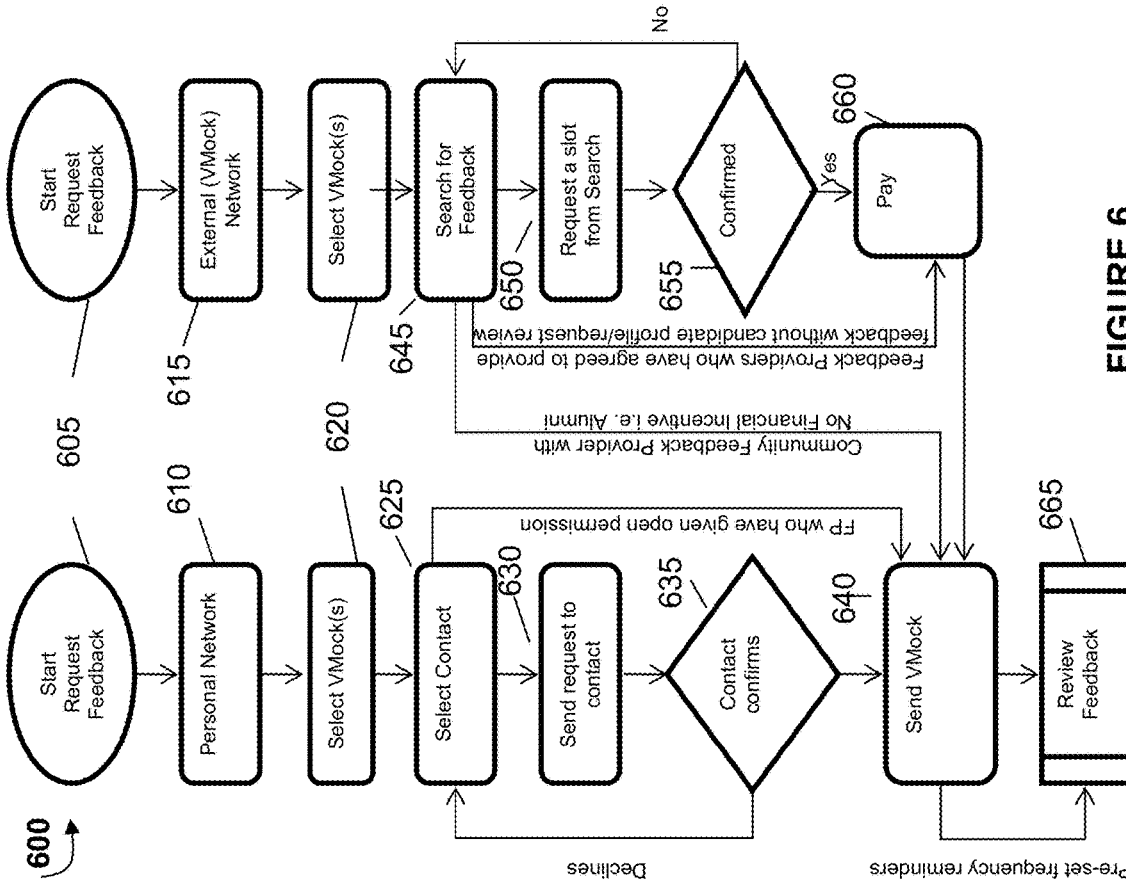 600
Start
Request
Feedback
605
Start
Request
Feedback
Personal Network
610
615
External (VMock)
Network
Select VMock(s)
620
Select VMock(s)
Select Contact
625
645
Search for
Feedback
630
Send request to
contact
650
Request a slot
from Search
Contact
confirms
635
655
Confirmed
No
Yes
Declines
FP who have given open permission
Community Feedback Provider with
No Financial Incentive i.e. Alumni
Feedback Providers who have agreed to provide
feedback without candidate profile/request review
Send VMock
640
Pay
660
Review
Feedback
665
Pre-set frequency reminders
FIGURE 6